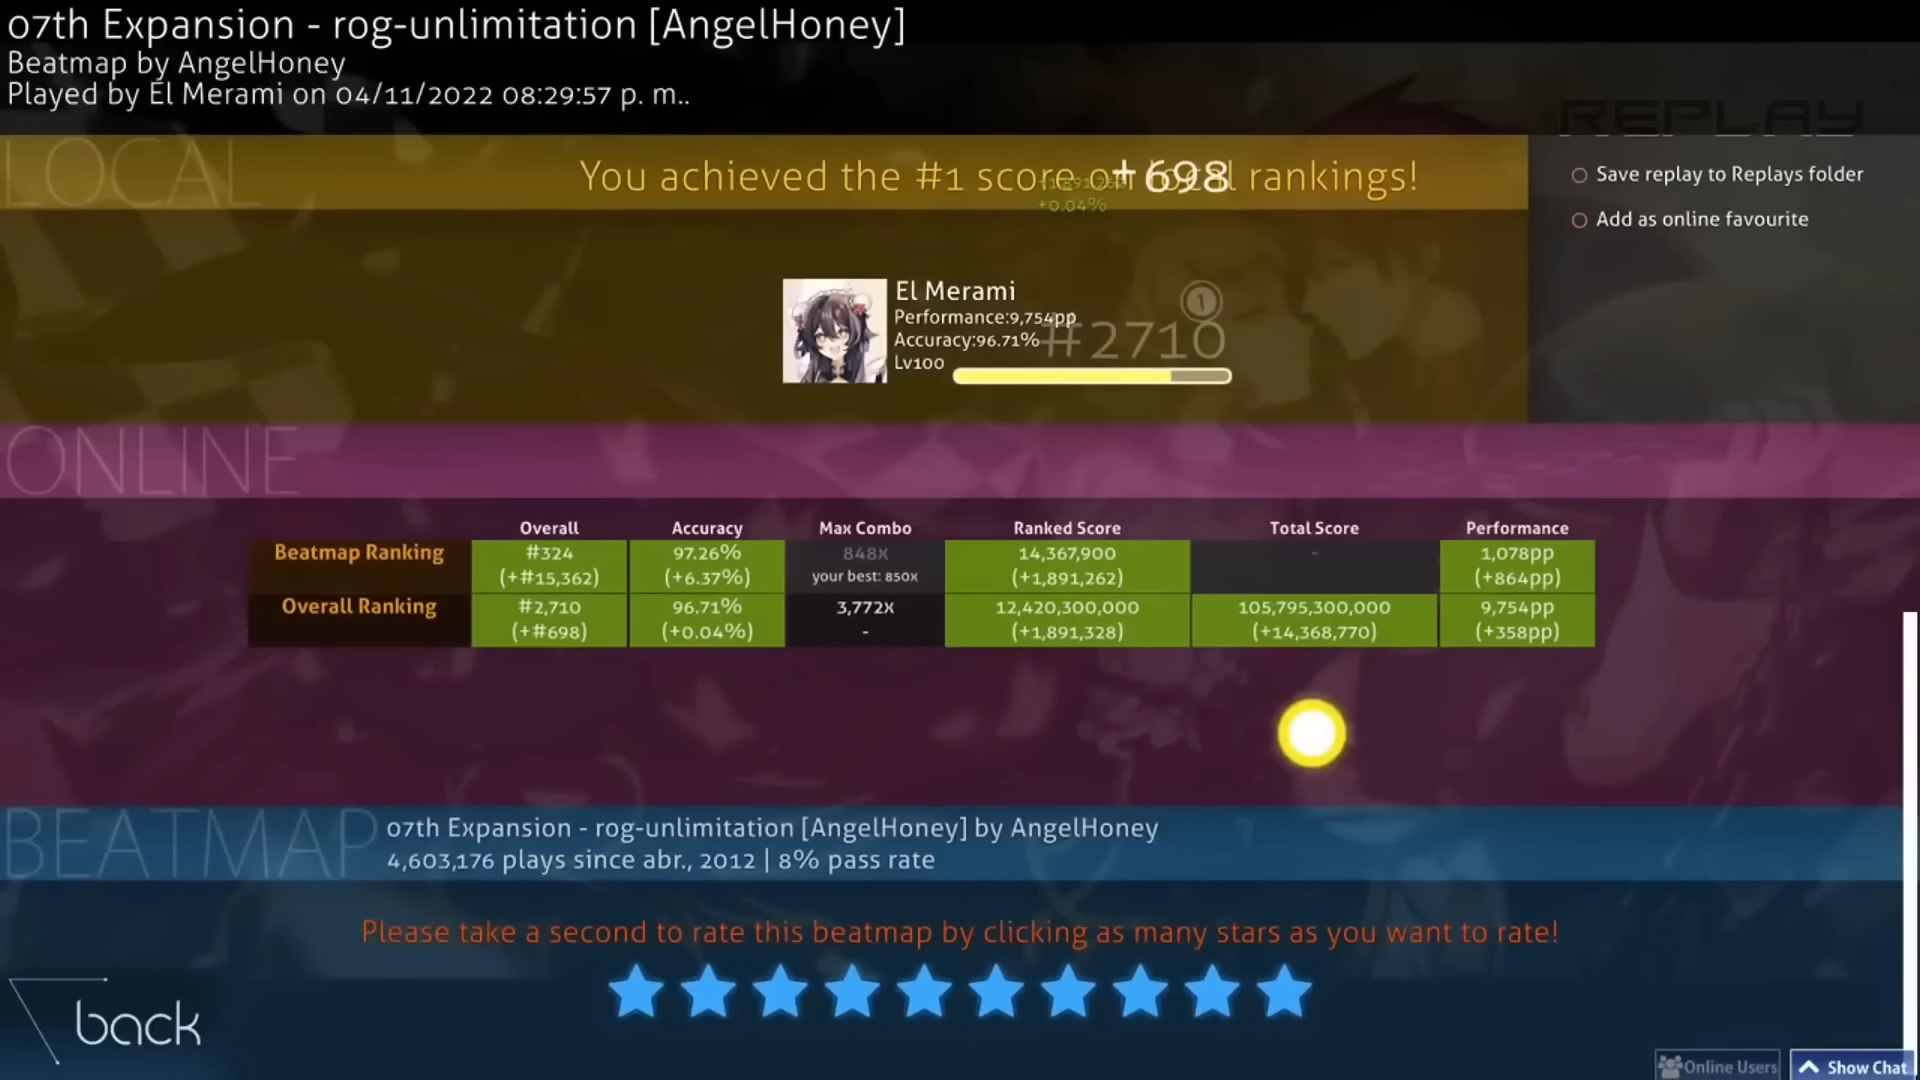 07th Expansion - rog-unlimitation [AngelHoney]
Beatmap by AngelHoney
Played by El Merami on 04/11/2022 08:29:57 p. m..
REPLAY
LOCAL
You achieved the #1 score on local rankings!
+698
+1,891,262
+0.04%
Save replay to Replays folder
Add as online favourite
El Merami
Performance:9,754pp
Accuracy:96.71%
Lv100
#2710
1
ONLINE
Overall Accuracy Max Combo Ranked Score Total Score Performance
Beatmap Ranking #324 97.26% 848x 14,367,900 - 1,078pp
(+#15,362) (+6.37%) your best: 850x (+1,891,262) (+864pp)
Overall Ranking #2,710 96.71% 3,772x 12,420,300,000 105,795,300,000 9,754pp
(+#698) (+0.04%) - (+1,891,328) (+14,368,770) (+358pp)
BEATMAP
07th Expansion - rog-unlimitation [AngelHoney] by AngelHoney
4,603,176 plays since abr., 2012 | 8% pass rate
Please take a second to rate this beatmap by clicking as many stars as you want to rate!
back
Online Users
Show Chat